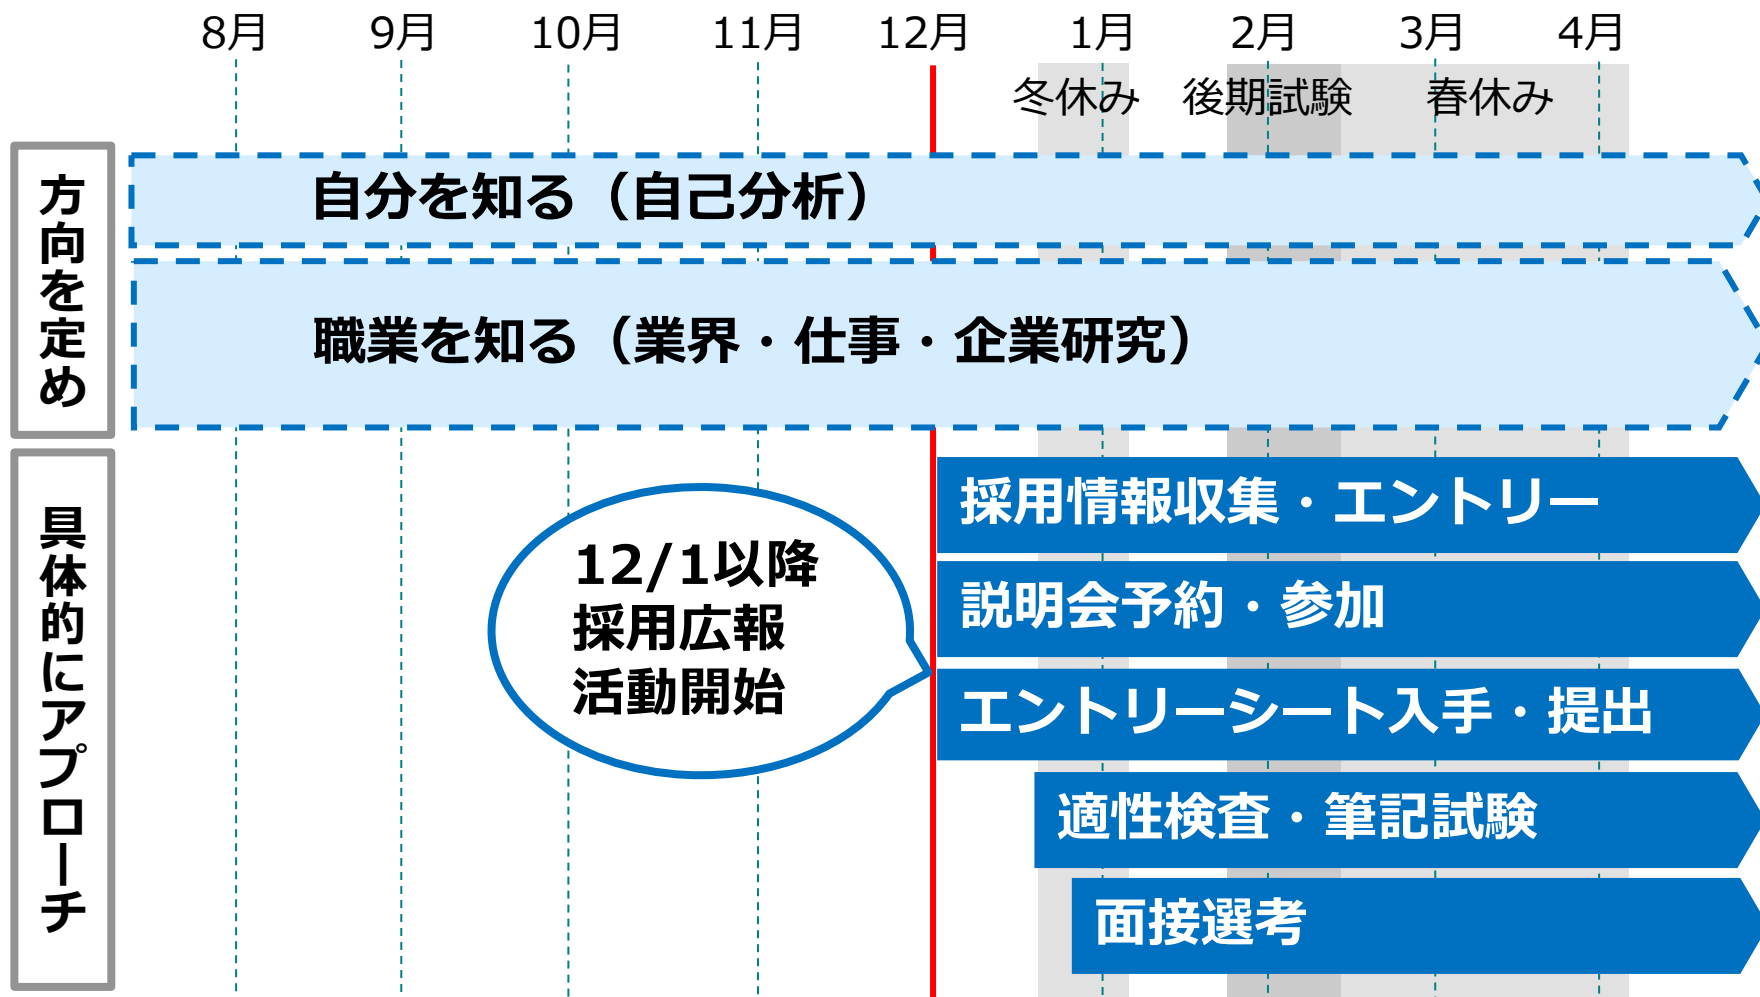 8月 9月 10月 11月 12月 1月 2月 3月 4月
冬休み 後期試験 春休み
方向を定め
自分を知る（自己分析）
職業を知る（業界・仕事・企業研究）
具体的にアプローチ
12/1以降
採用広報
活動開始
採用情報収集・エントリー
説明会予約・参加
エントリーシート入手・提出
適性検査・筆記試験
面接選考